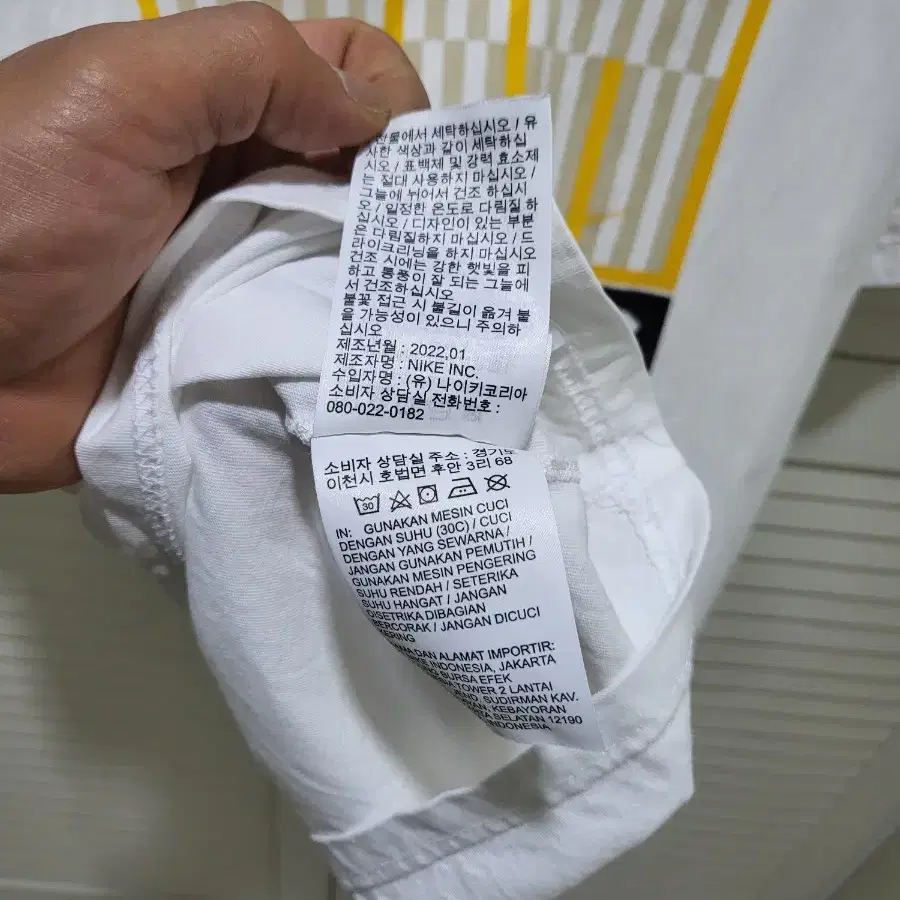 찬물에서 세탁하십시오 / 유
사한 색상과 같이 세탁하십
시오 / 표백제 및 강력 효소제
는 절대 사용하지 마십시오 /
그늘에 뉘어서 건조 하십시
오 / 일정한 온도로 다림질 하
십시오 / 디자인이 있는 부분
은 다림질하지 마십시오 / 드
라이크리닝을 하지 마십시오
건조 시에는 강한 햇빛을 피
하고 통풍이 잘 되는 그늘에
서 건조하십시오
불꽃 접근 시 불길이 옮겨 붙
을 가능성이 있으니 주의하
십시오
제조년월 : 2022,01
제조자명 : NIKE INC.
수입자명 : (유) 나이키코리아
소비자 상담실 전화번호 :
080-022-0182
소비자 상담실 주소 : 경기도
이천시 호법면 후안 3리 68
30
IN: GUNAKAN MESIN CUCI
DENGAN SUHU (30C) / CUCI
DENGAN YANG SEWARNA /
JANGAN GUNAKAN PEMUTIH /
GUNAKAN MESIN PENGERING
SUHU RENDAH / SETERIKA
SUHU HANGAT / JANGAN
DISETRIKA DIBAGIAN
BERCORAK / JANGAN DICUCI
KERING
DAN ALAMAT IMPORTIR:
INDONESIA, JAKARTA
BURSA EFEK
TOWER 2 LANTAI
JEND. SUDIRMAN KAV.
KEBAYORAN
SELATAN 12190
INDONESIA